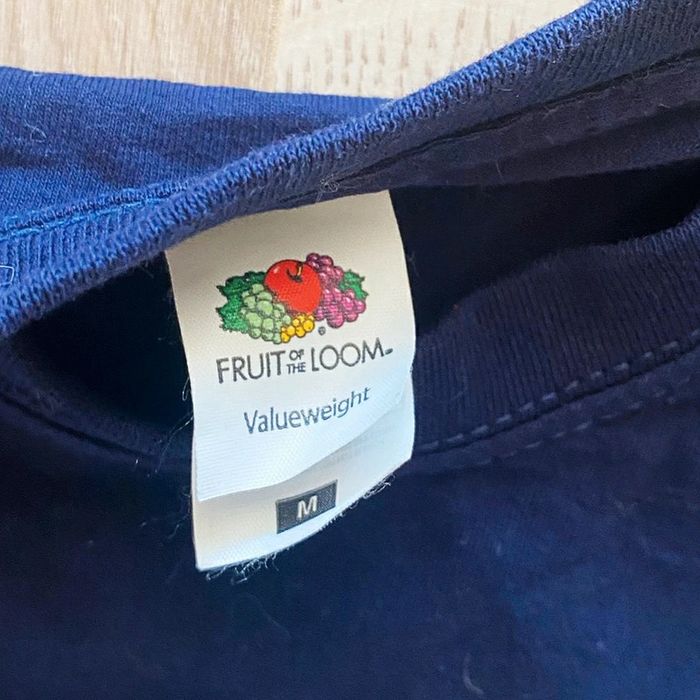 FRUIT OF THE LOOM
Valueweight
M